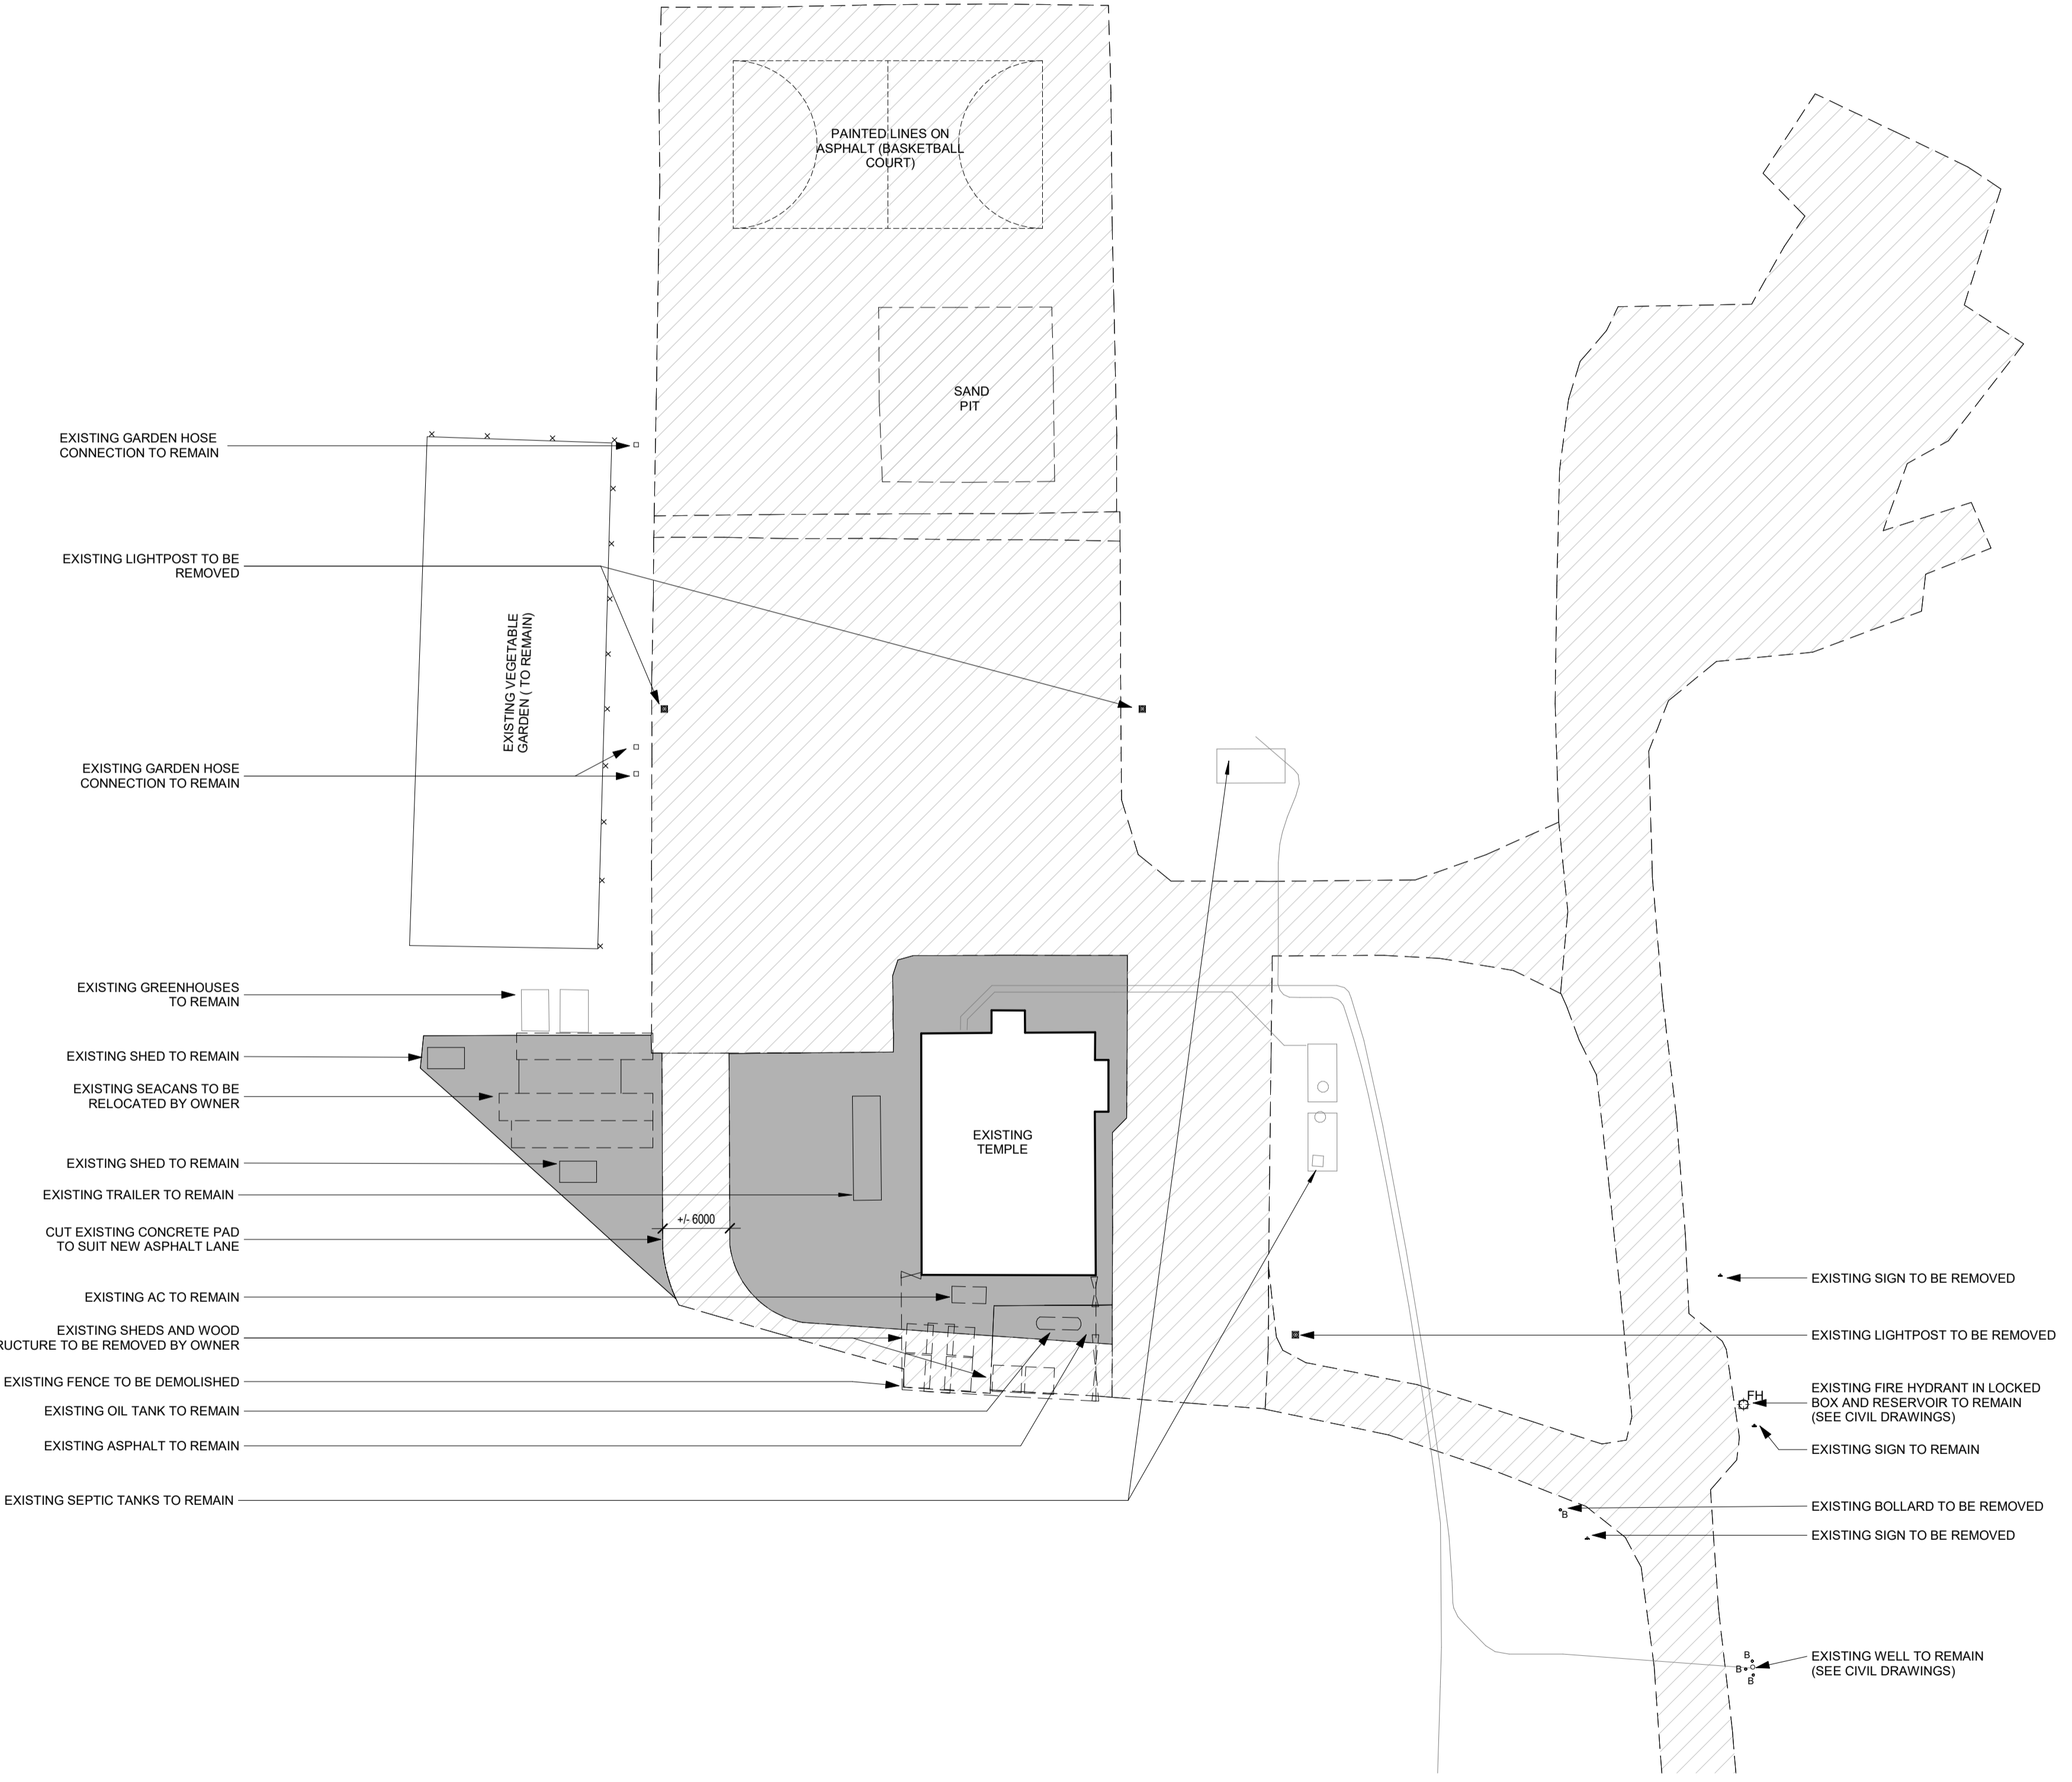 PAINTED LINES ON
ASPHALT (BASKETBALL
COURT)
SAND
PIT
EXISTING GARDEN HOSE
CONNECTION TO REMAIN
EXISTING LIGHTPOST TO BE
REMOVED
EXISTING VEGETABLE
GARDEN ( TO REMAIN)
EXISTING GARDEN HOSE
CONNECTION TO REMAIN
EXISTING GREENHOUSES
TO REMAIN
EXISTING SHED TO REMAIN
EXISTING SEACANS TO BE
RELOCATED BY OWNER
EXISTING TEMPLE
EXISTING SHED TO REMAIN
EXISTING TRAILER TO REMAIN
+/- 6000
CUT EXISTING CONCRETE PAD
TO SUIT NEW ASPHALT LANE
EXISTING AC TO REMAIN
EXISTING SHEDS AND WOOD
RUCTURE TO BE REMOVED BY OWNER
EXISTING FENCE TO BE DEMOLISHED
EXISTING OIL TANK TO REMAIN
EXISTING ASPHALT TO REMAIN
EXISTING SEPTIC TANKS TO REMAIN
EXISTING SIGN TO BE REMOVED
EXISTING LIGHTPOST TO BE REMOVED
FH
EXISTING FIRE HYDRANT IN LOCKED
BOX AND RESERVOIR TO REMAIN
(SEE CIVIL DRAWINGS)
EXISTING SIGN TO REMAIN
EXISTING BOLLARD TO BE REMOVED
B
EXISTING SIGN TO BE REMOVED
B
B
B
EXISTING WELL TO REMAIN
(SEE CIVIL DRAWINGS)